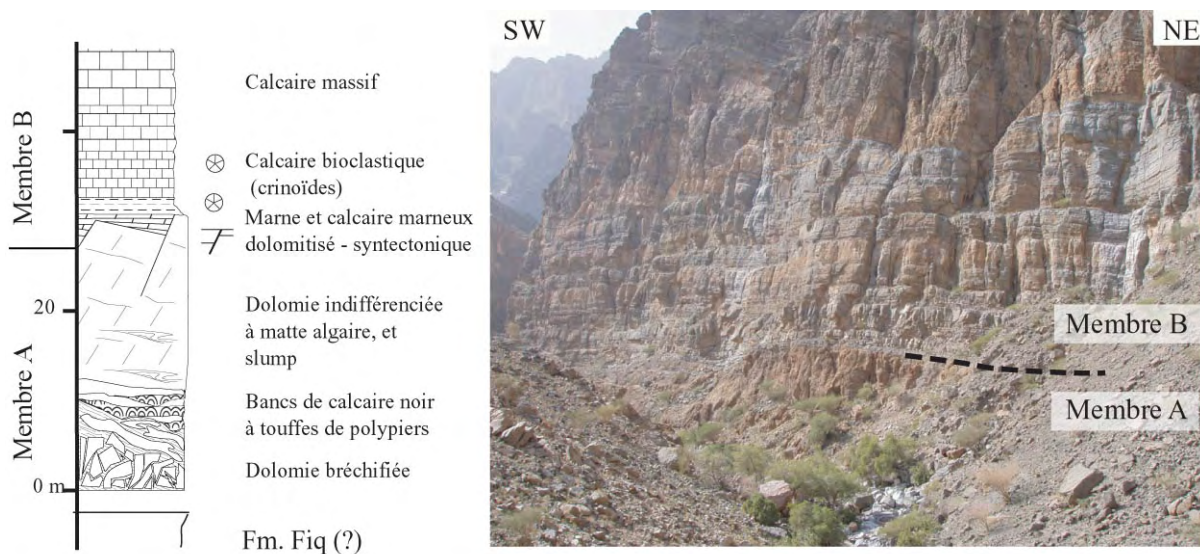 SW
NE
Membre B
Calcaire massif
Calcaire bioclastique
(crinoïdes)
Marne et calcaire marneux
dolomitisé - syntectonique
20
Dolomie indifférenciée
à matte algaire, et
slump
Membre A
Bancs de calcaire noir
à touffes de polypiers
Dolomie bréchifiée
0 m
Fm. Fiq (?)
Membre B
Membre A